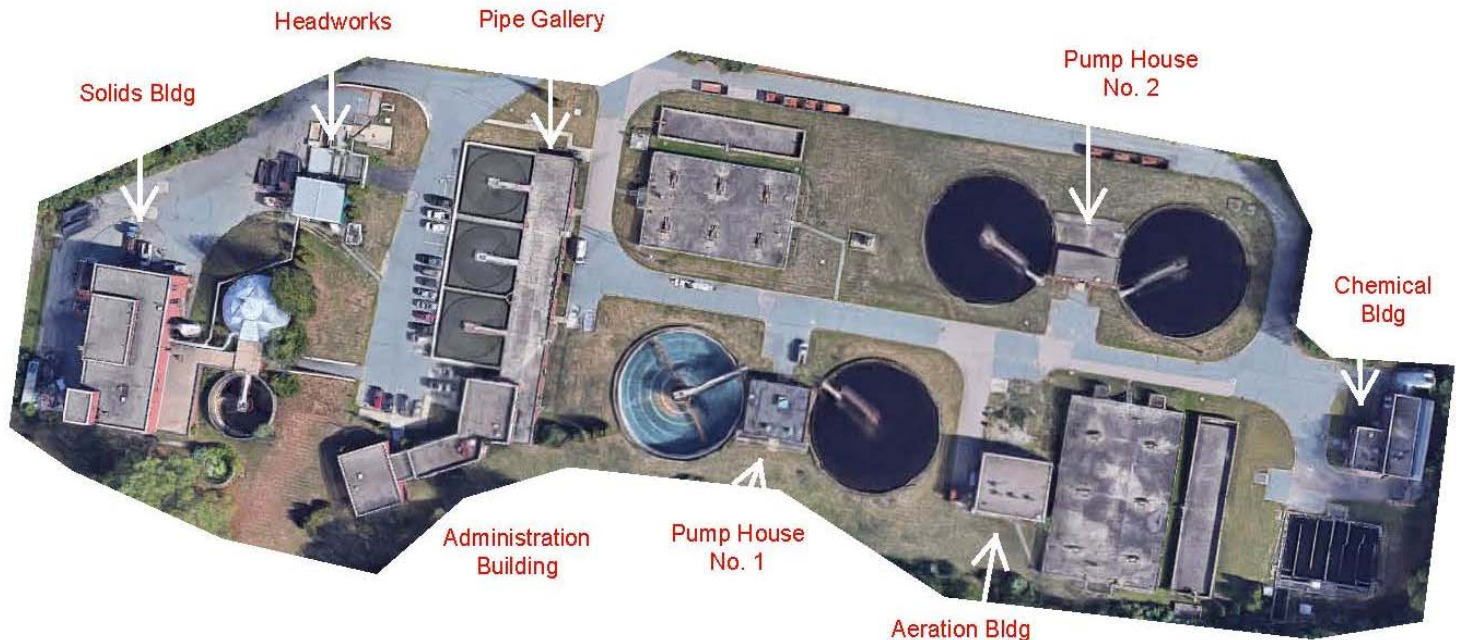 Headworks
Pipe Gallery
Solids Bldg
Pump House
No. 2
Chemical
Bldg
Administration
Building
Pump House
No. 1
Aeration Bldg